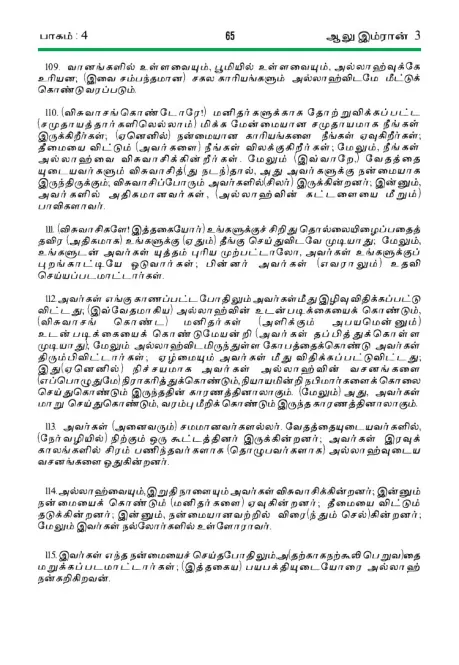 பாகம் : 4 65 ஆலு இம்ரான் 3
109. வானங்களில் உள்ளவையும், பூமியில் உள்ளவையும், அல்லாஹ்வுக்கே
உரியன; (இவை சம்பந்தமான) சகல காரியங்களும் அல்லாஹ்விடமே மீட்டுக்
கொண்டுவரப்படும்.
110. (விசுவாசங்கொண்டோரே!) மனிதர்களுக்காக தோற்றுவிக்கப்பட்ட
(சமுதாயத்தார்களிலெல்லாம்) மிக்க மேன்மையான சமுதாயமாக நீங்கள்
இருக்கிறீர்கள்; (ஏனெனில்) நன்மையான காரியங்களை நீங்கள் ஏவுகிறீர்கள்;
தீமையை விட்டும் (அவர்களை) நீங்கள் விலக்குகிறீர்கள்; மேலும், நீங்கள்
அல்லாஹ்வை விசுவாசிக்கின்றீர்கள். மேலும் (இவ்வாறே,) வேதத்தை
யுடையவர்களும் விசுவாசித்(து நடந்)தால், அது அவர்களுக்கு நன்மையாக
இருந்திருக்கும்; விசுவாசிப்போரும் அவர்களில்(சிலர்) இருக்கின்றனர்; இன்னும்,
அவர்களில் அதிகமானவர்கள், (அல்லாஹ்வின் கட்டளையை மீறும்)
பாவிகளாவர்.
111. (விசுவாசிகளே! இத்தகையோர்) உங்களுக்குச் சிறிது தொல்லையிழைப்பதைத்
தவிர (அதிகமாக) உங்களுக்கு (ஏதும்) தீங்கு செய்துவிடவே முடியாது; மேலும்,
உங்களுடன் அவர்கள் யுத்தம் புரிய முற்பட்டாலோ, அவர்கள் உங்களுக்குப்
புறங்காட்டியே ஓடுவார்கள்; பின்னர் அவர்கள் (எவராலும்) உதவி
செய்யப்படமாட்டார்கள்.
112. அவர்கள் எங்கு காணப்பட்டபோதிலும் அவர்கள்மீது இழிவு விதிக்கப்பட்டு
விட்டது; (இவ்வேதமாகிய) அல்லாஹ்வின் உடன்படிக்கையைக் கொண்டும்,
(விசுவாசங் கொண்ட) மனிதர்கள் (அளிக்கும் அபயமென்னும்)
உடன்படிக்கையைக் கொண்டுமேயன்றி (அவர்கள் தப்பித்துக்கொள்ள
முடியாது); மேலும் அல்லாஹ்விடமிருந்துள்ள கோபத்தைக்கொண்டு அவர்கள்
திரும்பிவிட்டார்கள்; ஏழ்மையும் அவர்கள் மீது விதிக்கப்பட்டுவிட்டது;
இது(ஏனெனில்) நிச்சயமாக அவர்கள் அல்லாஹ்வின் வசனங்களை
(எப்பொழுதுமே) நிராகரித்துக்கொண்டும், நியாயமின்றி நபிமார்களைக் கொலை
செய்துகொண்டும் இருந்ததின் காரணத்தினாலாகும். (மேலும்) அது, அவர்கள்
மாறு செய்துகொண்டும், வரம்பு மீறிக்கொண்டும் இருந்த காரணத்தினாலாகும்.
113. அவர்கள் (அனைவரும்) சமமானவர்களல்லர். வேதத்தையுடையவர்களில்,
(நேர்வழியில்) நிற்கும் ஒரு கூட்டத்தினர் இருக்கின்றனர்; அவர்கள் இரவுக்
காலங்களில் சிரம் பணிந்தவர்களாக (தொழுபவர்களாக) அல்லாஹ்வுடைய
வசனங்களை ஓதுகின்றனர்.
114. அல்லாஹ்வையும், இறுதி நாளையும் அவர்கள் விசுவாசிக்கின்றனர்; இன்னும்
நன்மையைக் கொண்டும் (மனிதர்களை) ஏவுகின்றனர்; தீமையை விட்டும்
தடுக்கின்றனர்; இன்னும், நன்மையானவற்றில் விரை(ந்தும் செல்)கின்றனர்;
மேலும் இவர்கள் நல்லோர்களில் உள்ளோராவர்.
115. இவர்கள் எந்த நன்மையைச் செய்தபோதிலும், அ(தற்காகநற்கூலி பெறுவ)தை
மறுக்கப்படமாட்டார்கள்; (இத்தகைய) பயபக்தியுடையோரை அல்லாஹ்
நன்கறிகிறவன்.